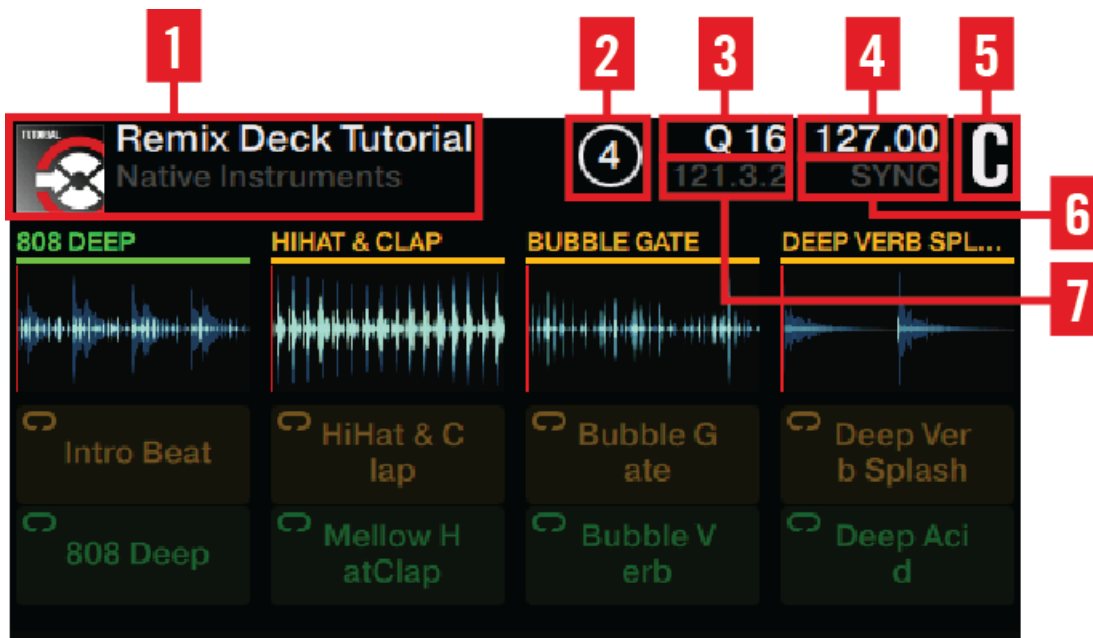 1
2
3
4
5
TUTORIAL
Remix Deck Tutorial
Native Instruments
4
Q 16
121.3.2
127.00
SYNC
C
6
7
808 DEEP
HIHAT & CLAP
BUBBLE GATE
DEEP VERB SPL...
Intro Beat
HiHat & C
lap
Bubble G
ate
Deep Ver
b Splash
808 Deep
Mellow H
atClap
Bubble V
erb
Deep Aci
d